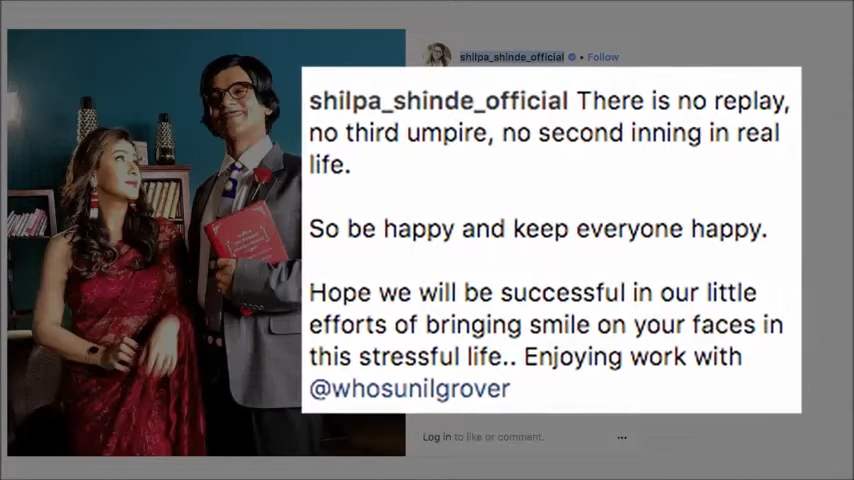 shilpa_shinde_official • Follow
shilpa_shinde_official There is no replay,
no third umpire, no second inning in real
life.
So be happy and keep everyone happy.
Hope we will be successful in our little
efforts of bringing smile on your faces in
this stressful life.. Enjoying work with
@whosunilgrover
Log in to like or comment.